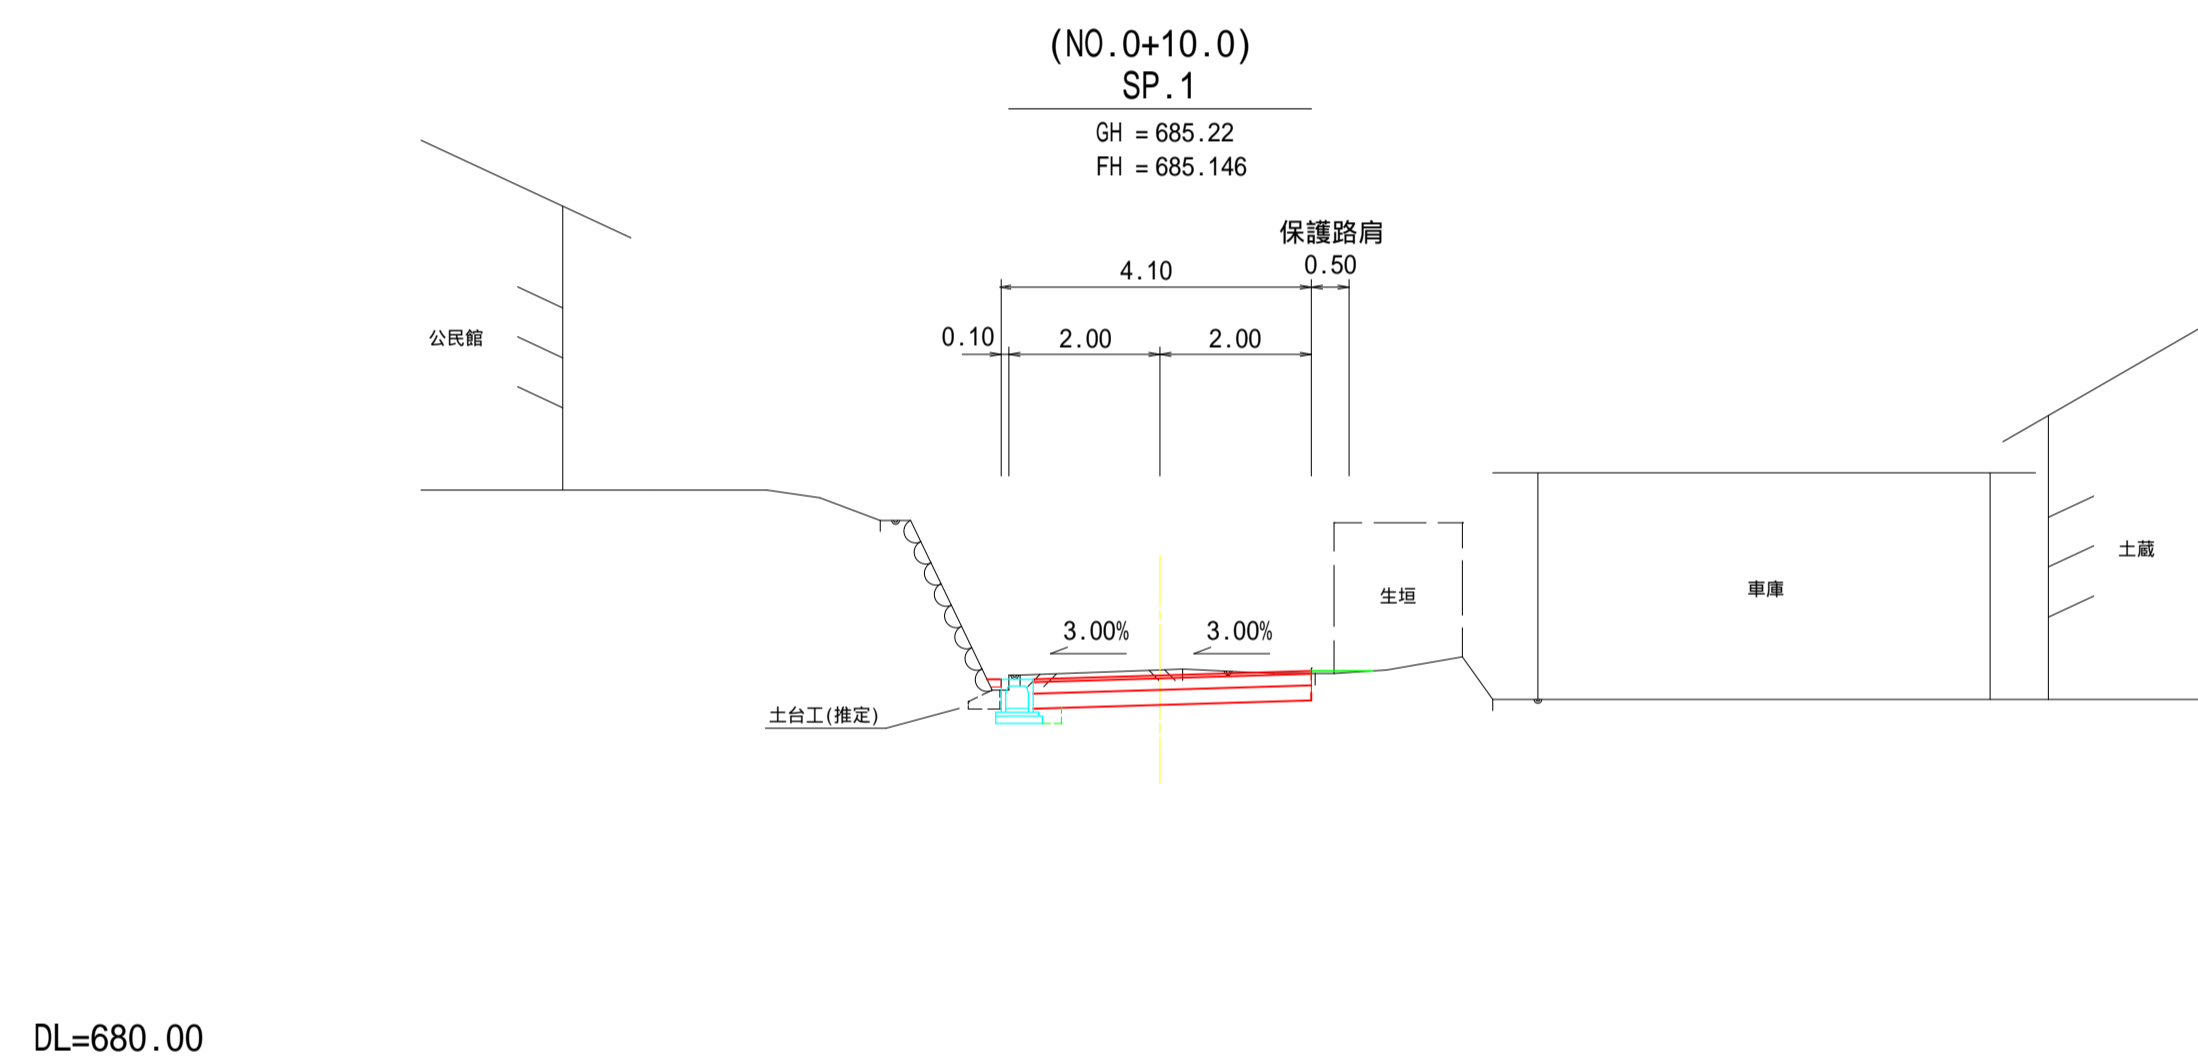 (NO.0+10.0)
SP.1
GH =685.22
FH =685.146
保護路肩
4.10
0.50
0.10
2.00
2.00
公民館
土蔵
車庫
生垣
3.00%
3.00%
土台工(推定)
DL=680.00